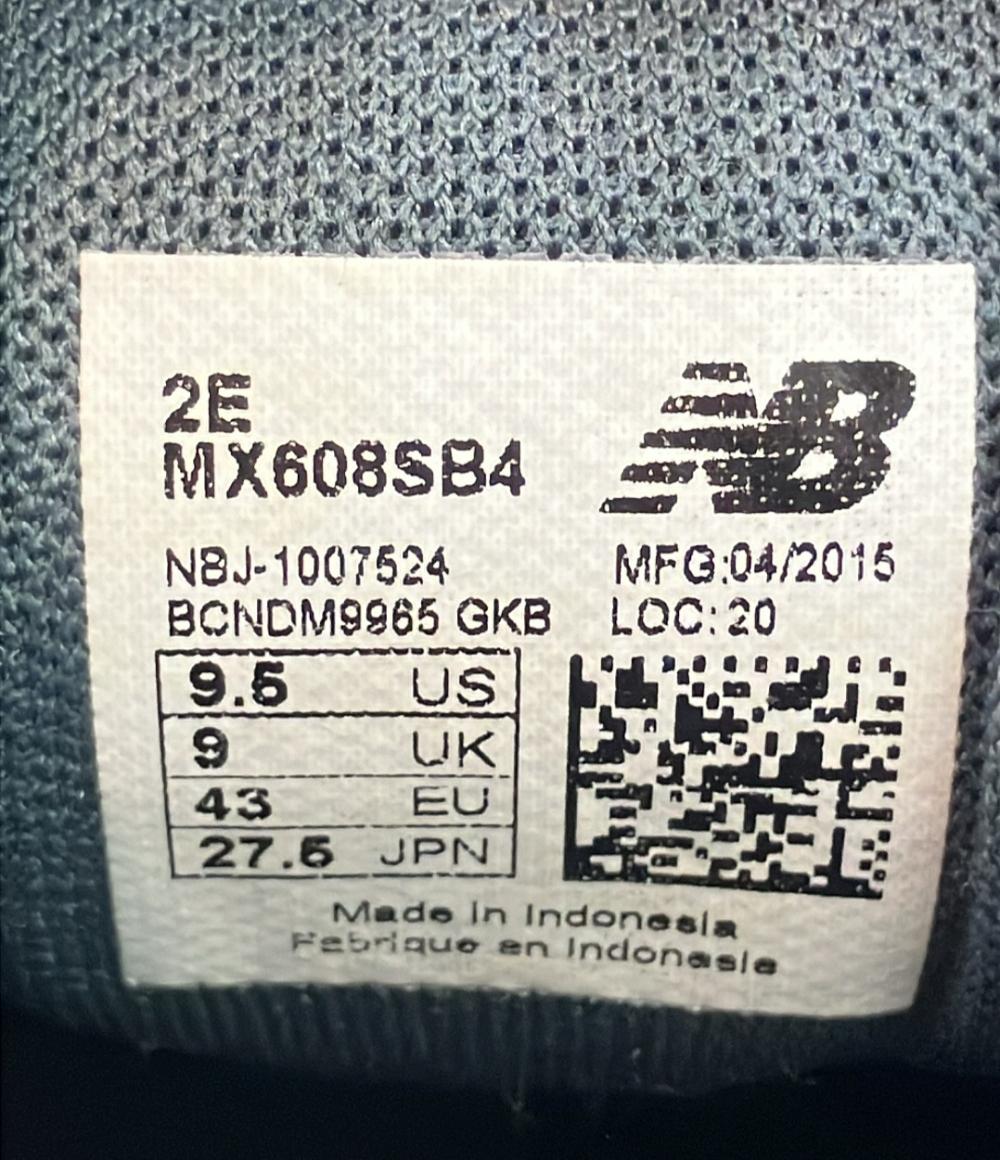 2E
MX608SB4
NB
NBJ-1007524
MFG:04/2015
BCNDM9965 GKB
LOC: 20
9.5 US
9 UK
43 EU
27.5 JPN
Made in Indonesia
Fabrique en Indonesie